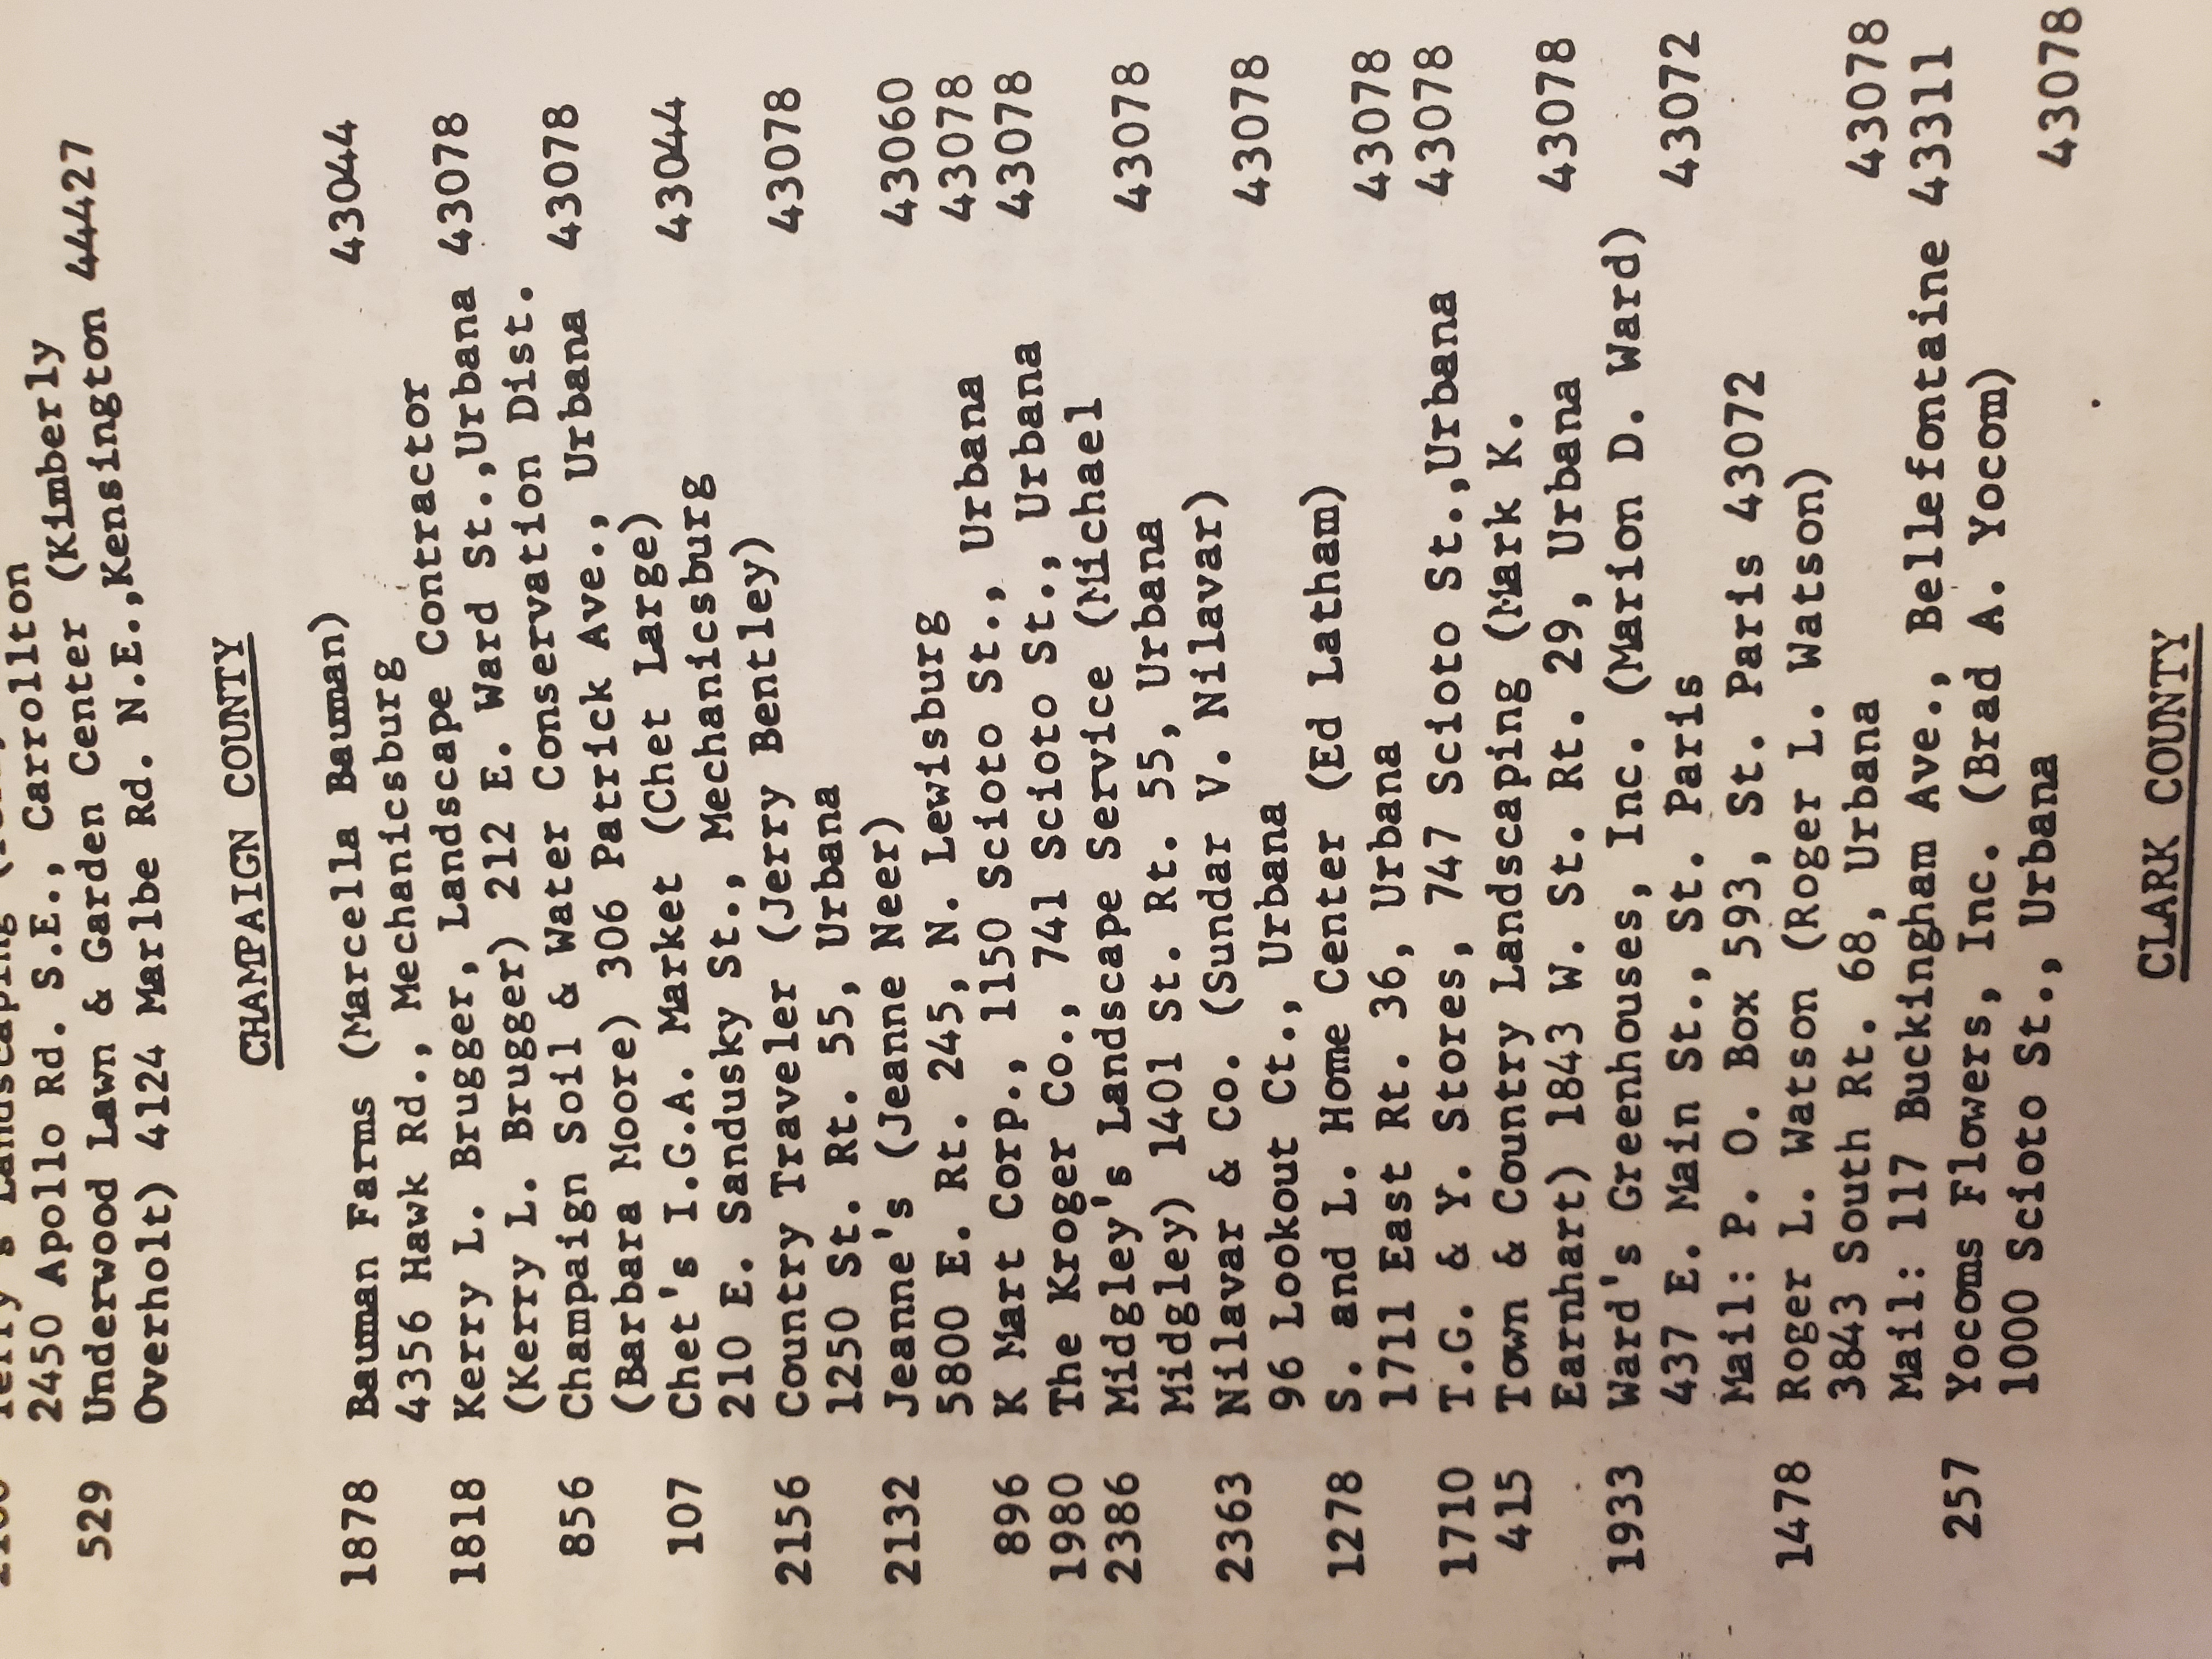 Landscaping
2450 Apollo Rd. S.E., Carrollton
529 Underwood Lawn & Garden Center (Kimberly
Overholt) 4124 Marlbe Rd. N.E.,Kensington 44427
CHAMPAIGN COUNTY
1878 Bauman Farms (Marcella Bauman)
4356 Hawk Rd., Mechanicsburg 43044
1818 Kerry L. Brugger, Landscape Contractor
(Kerry L. Brugger) 212 E. Ward St.,Urbana 43078
856 Champaign Soil & Water Conservation Dist.
(Barbara Moore) 306 Patrick Ave., Urbana 43078
107 Chet's I.G.A. Market (Chet Large)
210 E. Sandusky St., Mechanicsburg 43044
2156 Country Traveler (Jerry Bentley)
1250 St. Rt. 55, Urbana 43078
2132 Jeanne's (Jeanne Neer)
5800 E. Rt. 245, N. Lewisburg 43060
896 K Mart Corp., 1150 Scioto St., Urbana 43078
1980 The Kroger Co., 741 Scioto St., Urbana 43078
2386 Midgley's Landscape Service (Michael
Midgley) 1401 St. Rt. 55, Urbana 43078
2363 Nilavar & Co. (Sundar V. Nilavar)
96 Lookout Ct., Urbana 43078
1278 S. and L. Home Center (Ed Latham)
1711 East Rt. 36, Urbana 43078
1710 T.G. & Y. Stores, 747 Scioto St.,Urbana 43078
415 Town & Country Landscaping (Mark K.
Earnhart) 1843 W. St. Rt. 29, Urbana 43078
1933 Ward's Greenhouses, Inc. (Marion D. Ward)
437 E. Main St., St. Paris 43072
Mail: P. O. Box 593, St. Paris 43072
1478 Roger L. Watson (Roger L. Watson)
3843 South Rt. 68, Urbana 43078
Mail: 117 Buckingham Ave., Bellefontaine 43311
257 Yocoms Flowers, Inc. (Brad A. Yocom)
1000 Scioto St., Urbana 43078
CLARK COUNTY